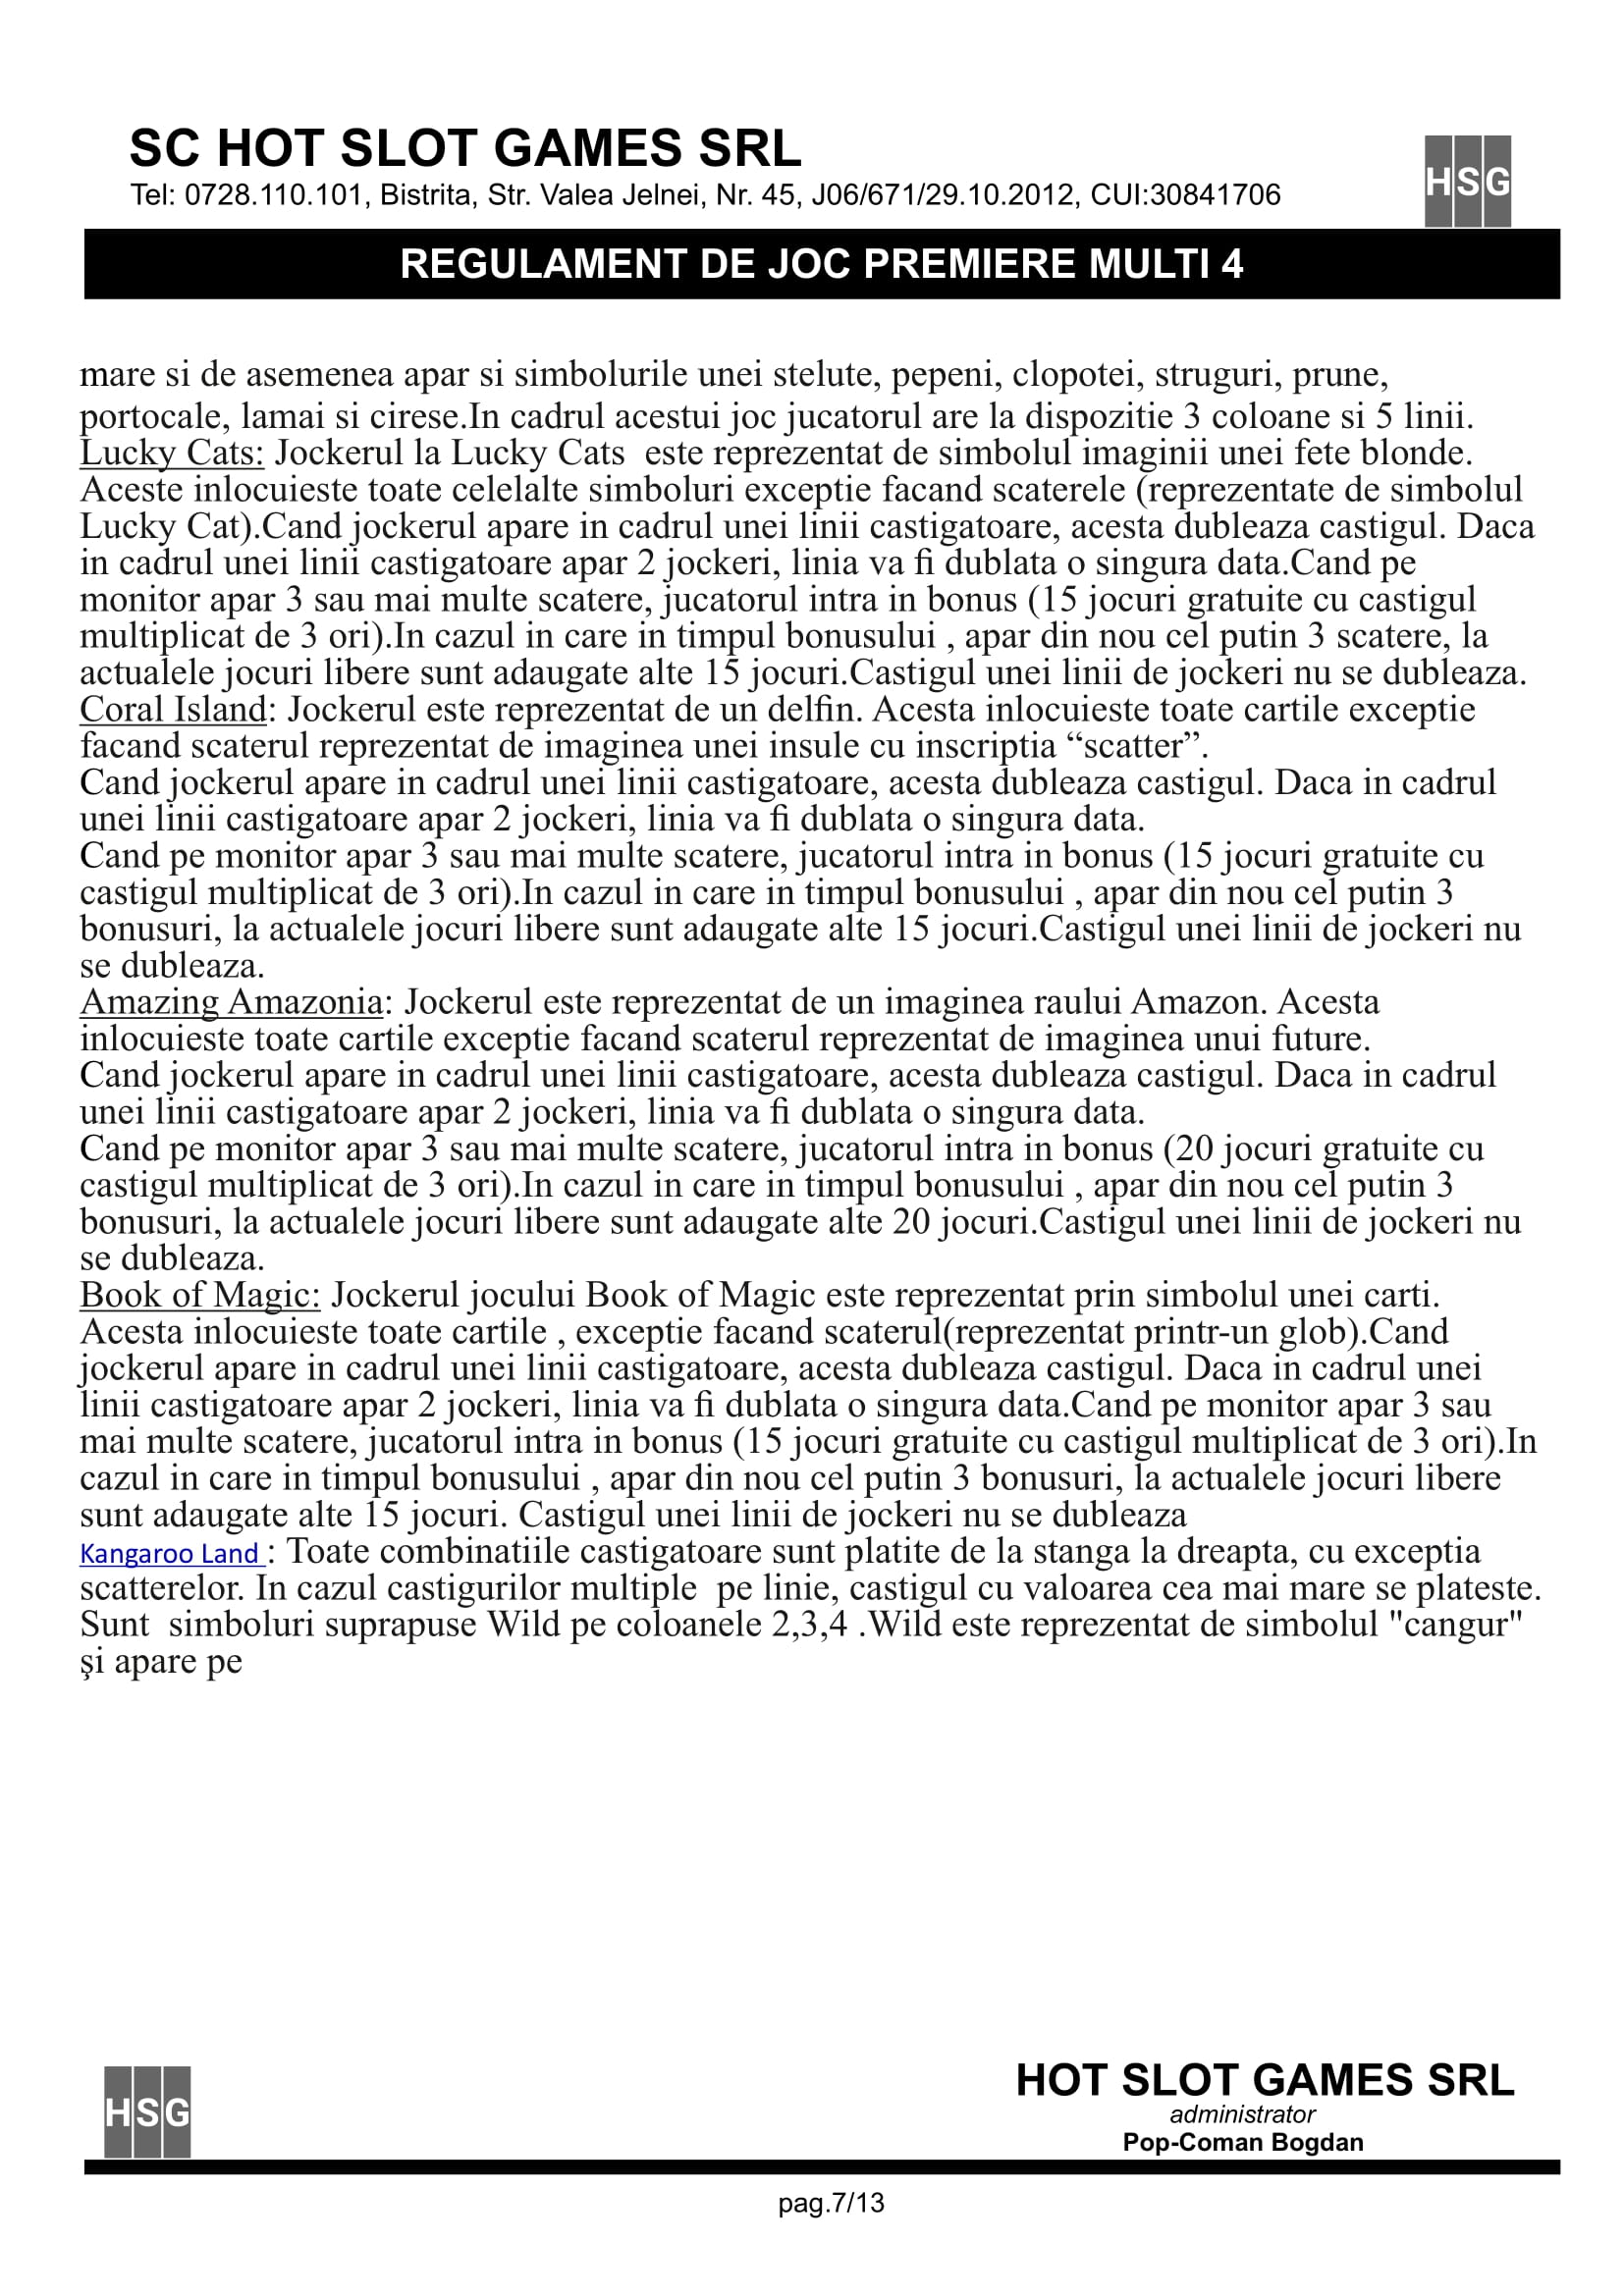 SC HOT SLOT GAMES SRL
Tel: 0728.110.101, Bistrita, Str. Valea Jelnei, Nr. 45, J06/671/29.10.2012, CUI:30841706
HSG
REGULAMENT DE JOC PREMIERE MULTI 4
mare si de asemenea apar si simbolurile unei stelute, pepeni, clopotei, struguri, prune,
portocale, lamai si cirese.In cadrul acestui joc jucatorul are la dispozitie 3 coloane si 5 linii.
Lucky Cats: Jockerul la Lucky Cats  este reprezentat de simbolul imaginii unei fete blonde.
Aceste inlocuieste toate celelalte simboluri exceptie facand scaterele (reprezentate de simbolul
Lucky Cat).Cand jockerul apare in cadrul unei linii castigatoare, acesta dubleaza castigul. Daca
in cadrul unei linii castigatoare apar 2 jockeri, linia va fi dublata o singura data.Cand pe
monitor apar 3 sau mai multe scatere, jucatorul intra in bonus (15 jocuri gratuite cu castigul
multiplicat de 3 ori).In cazul in care in timpul bonusului , apar din nou cel putin 3 scatere, la
actualele jocuri libere sunt adaugate alte 15 jocuri.Castigul unei linii de jockeri nu se dubleaza.
Coral Island: Jockerul este reprezentat de un delfin. Acesta inlocuieste toate cartile exceptie
facand scaterul reprezentat de imaginea unei insule cu inscriptia “scatter”.
Cand jockerul apare in cadrul unei linii castigatoare, acesta dubleaza castigul. Daca in cadrul
unei linii castigatoare apar 2 jockeri, linia va fi dublata o singura data.
Cand pe monitor apar 3 sau mai multe scatere, jucatorul intra in bonus (15 jocuri gratuite cu
castigul multiplicat de 3 ori).In cazul in care in timpul bonusului , apar din nou cel putin 3
bonusuri, la actualele jocuri libere sunt adaugate alte 15 jocuri.Castigul unei linii de jockeri nu
se dubleaza.
Amazing Amazonia: Jockerul este reprezentat de un imaginea raului Amazon. Acesta
inlocuieste toate cartile exceptie facand scaterul reprezentat de imaginea unui future.
Cand jockerul apare in cadrul unei linii castigatoare, acesta dubleaza castigul. Daca in cadrul
unei linii castigatoare apar 2 jockeri, linia va fi dublata o singura data.
Cand pe monitor apar 3 sau mai multe scatere, jucatorul intra in bonus (20 jocuri gratuite cu
castigul multiplicat de 3 ori).In cazul in care in timpul bonusului , apar din nou cel putin 3
bonusuri, la actualele jocuri libere sunt adaugate alte 20 jocuri.Castigul unei linii de jockeri nu
se dubleaza.
Book of Magic: Jockerul jocului Book of Magic este reprezentat prin simbolul unei carti.
Acesta inlocuieste toate cartile , exceptie facand scaterul(reprezentat printr-un glob).Cand
jockerul apare in cadrul unei linii castigatoare, acesta dubleaza castigul. Daca in cadrul unei
linii castigatoare apar 2 jockeri, linia va fi dublata o singura data.Cand pe monitor apar 3 sau
mai multe scatere, jucatorul intra in bonus (15 jocuri gratuite cu castigul multiplicat de 3 ori).In
cazul in care in timpul bonusului , apar din nou cel putin 3 bonusuri, la actualele jocuri libere
sunt adaugate alte 15 jocuri. Castigul unei linii de jockeri nu se dubleaza
Kangaroo Land : Toate combinatiile castigatoare sunt platite de la stanga la dreapta, cu exceptia
scatterelor. In cazul castigurilor multiple  pe linie, castigul cu valoarea cea mai mare se plateste.
Sunt  simboluri suprapuse Wild pe coloanele 2,3,4 .Wild este reprezentat de simbolul "cangur"
şi apare pe
HSG
HOT SLOT GAMES SRL
administrator
Pop-Coman Bogdan
pag.7/13